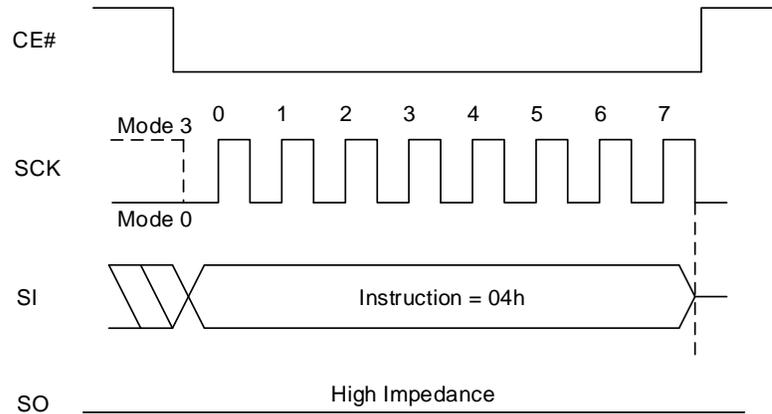 CE#
0 1 2 3 4 5 6 7
Mode 3
SCK
Mode 0
SI
Instruction = 04h
High Impedance
SO